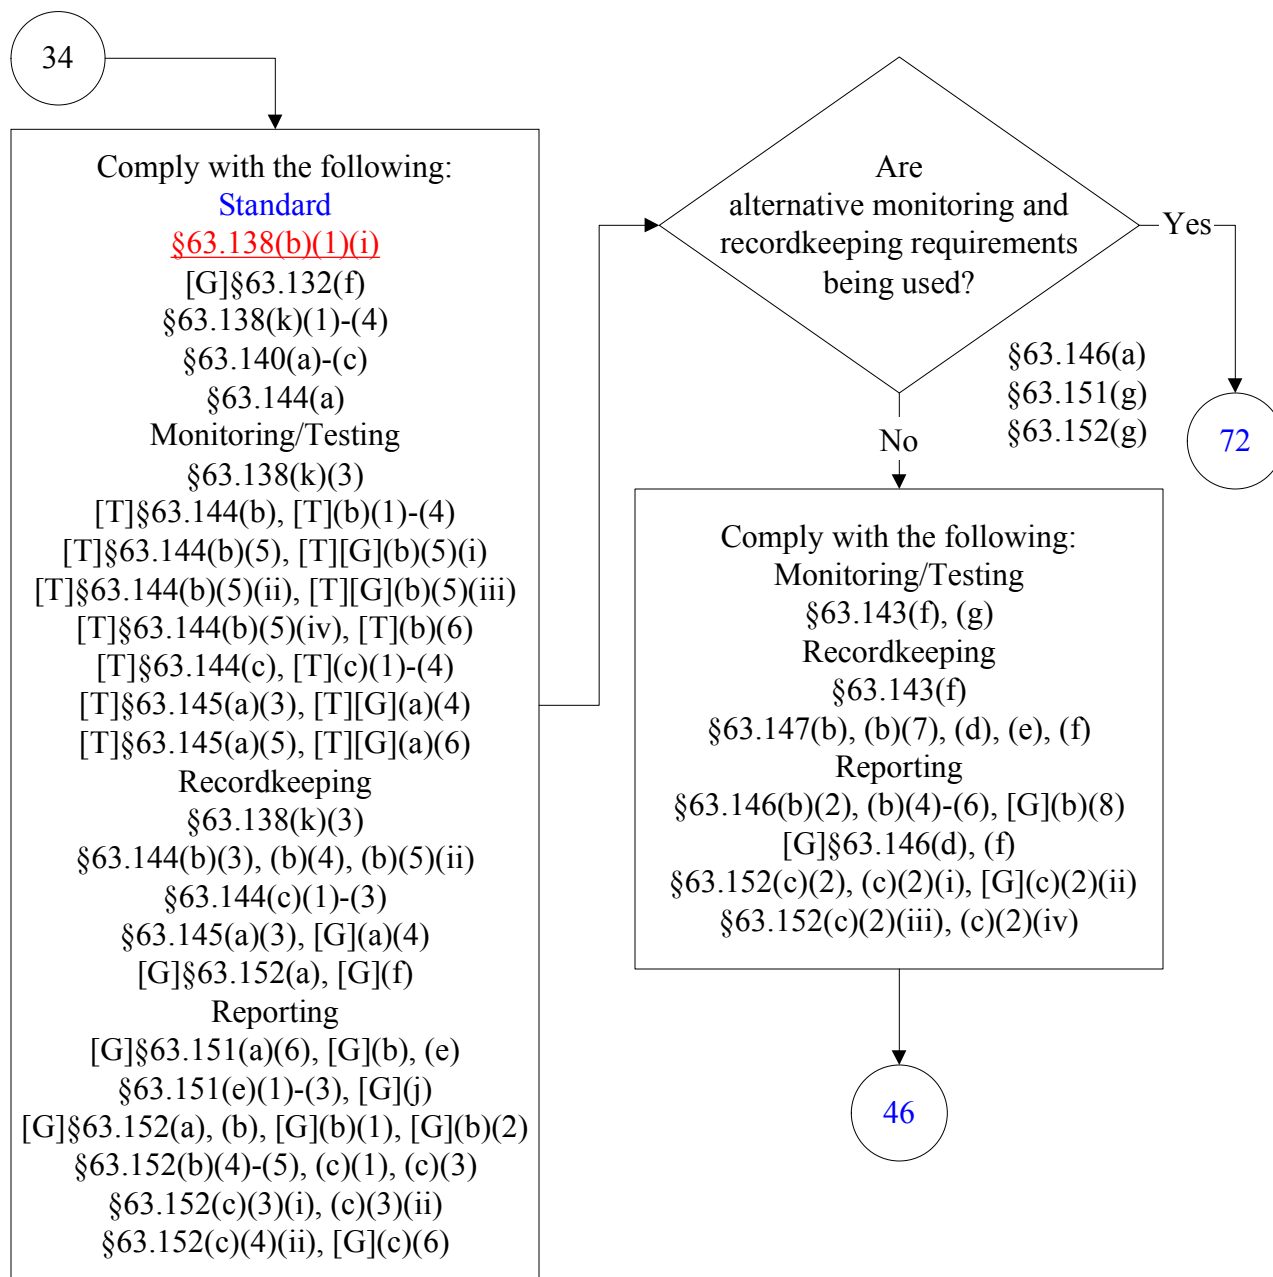 34
Comply with the following:
Standard
§63.138(b)(1)(i)
[G]§63.132(f)
§63.138(k)(1)-(4)
§63.140(a)-(c)
§63.144(a)
Monitoring/Testing
§63.138(k)(3)
[T]§63.144(b), [T](b)(1)-(4)
[T]§63.144(b)(5), [T][G](b)(5)(i)
[T]§63.144(b)(5)(ii), [T][G](b)(5)(iii)
[T]§63.144(b)(5)(iv), [T](b)(6)
[T]§63.144(c), [T](c)(1)-(4)
[T]§63.145(a)(3), [T][G](a)(4)
[T]§63.145(a)(5), [T][G](a)(6)
Recordkeeping
§63.138(k)(3)
§63.144(b)(3), (b)(4), (b)(5)(ii)
§63.144(c)(1)-(3)
§63.145(a)(3), [G](a)(4)
[G]§63.152(a), [G](f)
Reporting
[G]§63.151(a)(6), [G](b), (e)
§63.151(e)(1)-(3), [G](j)
[G]§63.152(a), (b), [G](b)(1), [G](b)(2)
§63.152(b)(4)-(5), (c)(1), (c)(3)
§63.152(c)(3)(i), (c)(3)(ii)
§63.152(c)(4)(ii), [G](c)(6)
Are
alternative monitoring and
recordkeeping requirements
being used?
Yes
§63.146(a)
§63.151(g)
§63.152(g)
72
No
Comply with the following:
Monitoring/Testing
§63.143(f), (g)
Recordkeeping
§63.143(f)
§63.147(b), (b)(7), (d), (e), (f)
Reporting
§63.146(b)(2), (b)(4)-(6), [G](b)(8)
[G]§63.146(d), (f)
§63.152(c)(2), (c)(2)(i), [G](c)(2)(ii)
§63.152(c)(2)(iii), (c)(2)(iv)
46